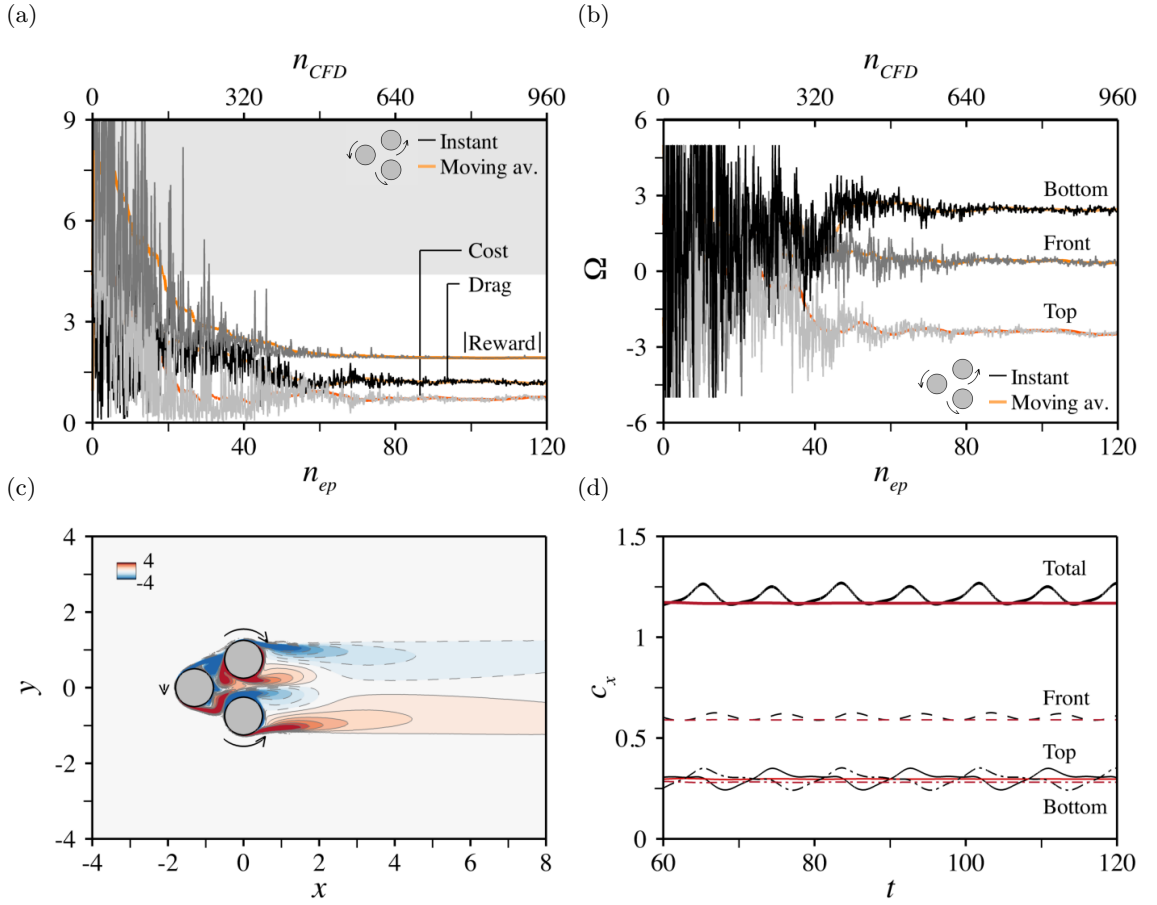 (a)
n_CFD
0 320 640 960
9
6
3
0
Instant
Moving av.
Cost
Drag
|Reward|
0 20 40 60 80 100 120
n_ep
(b)
n_CFD
0 320 640 960
6
3
0
-3
-6
Ω
Bottom
Front
Top
Instant
Moving av.
0 40 80 120
n_ep
(c)
4
2
0
-2
-4
y
4
-4
-4 -2 0 2 4 6 8
x
(d)
1.5
1
0.5
0
c_x
Total
Front
Top
Bottom
60 80 100 120
t